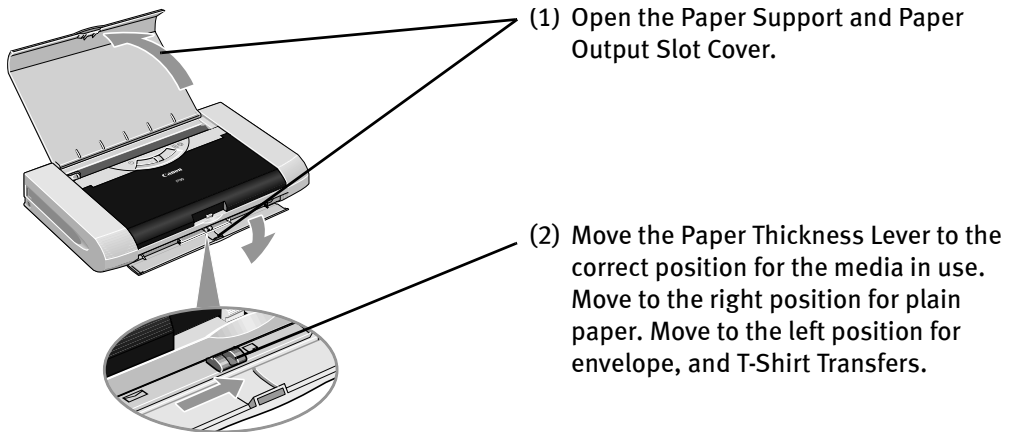 (1) Open the Paper Support and Paper
Output Slot Cover.
Canon
(2) Move the Paper Thickness Lever to the
correct position for the media in use.
Move to the right position for plain
paper. Move to the left position for
envelope, and T-Shirt Transfers.